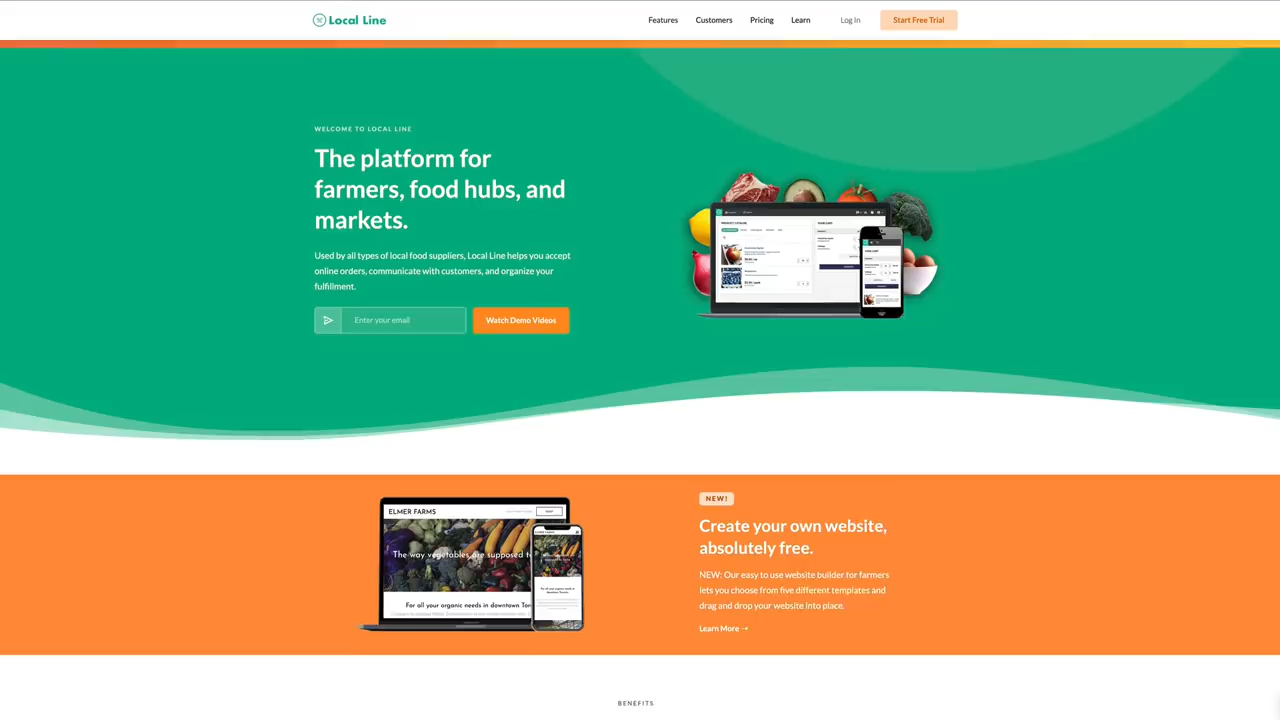 Local Line
Features
Customers
Pricing
Learn
Log In
Start Free Trial
WELCOME TO LOCAL LINE
The platform for
farmers, food hubs, and
markets.
Used by all types of local food suppliers, Local Line helps you accept
online orders, communicate with customers, and organize your
fulfillment.
Enter your email
Watch Demo Videos
ELMER FARMS
The way vegetables are supposed t
For all your organic needs in downtown Tor
NEW!
Create your own website,
absolutely free.
NEW: Our easy to use website builder for farmers
lets you choose from five different templates and
drag and drop your website into place.
Learn More →
BENEFITS